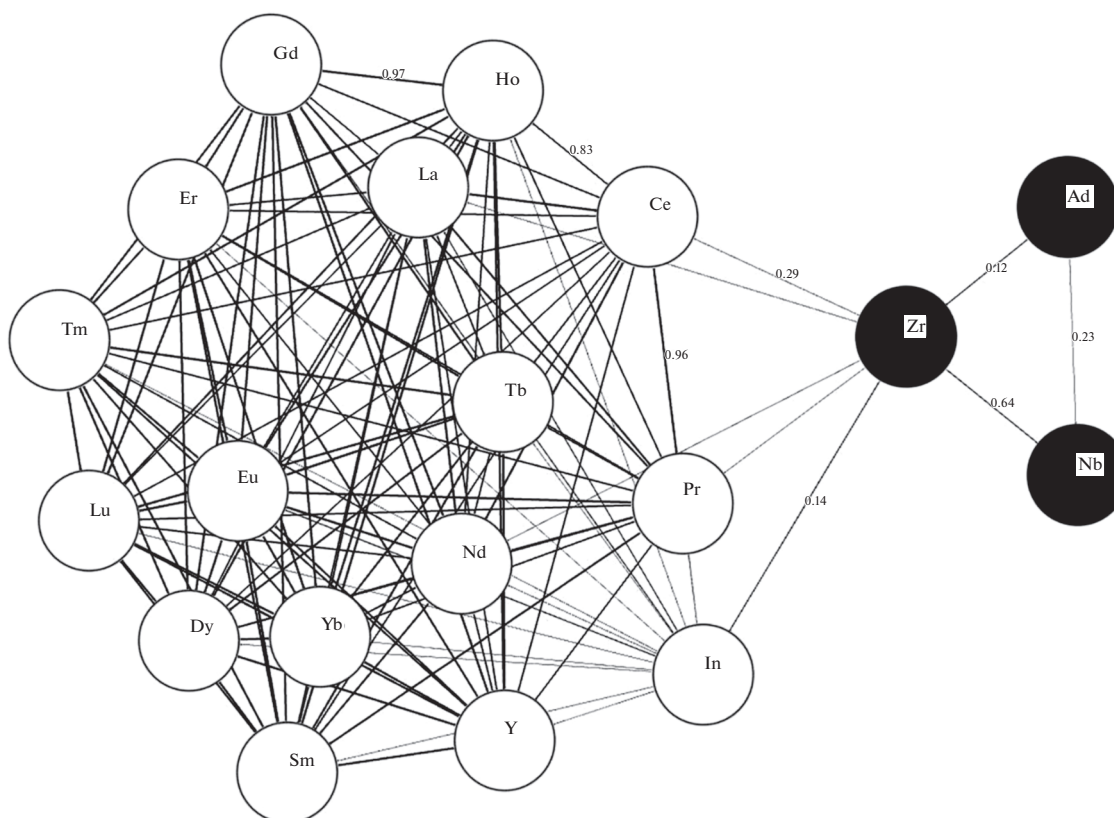 Gd
0.97
Ho
0.83
La
Er
Ce
Ad
0.29
0.12
Tm
Zr
0.23
0.96
Tb
0.64
Eu
Nb
Lu
Pr
0.14
Nd
Dy
Yb
In
Y
Sm